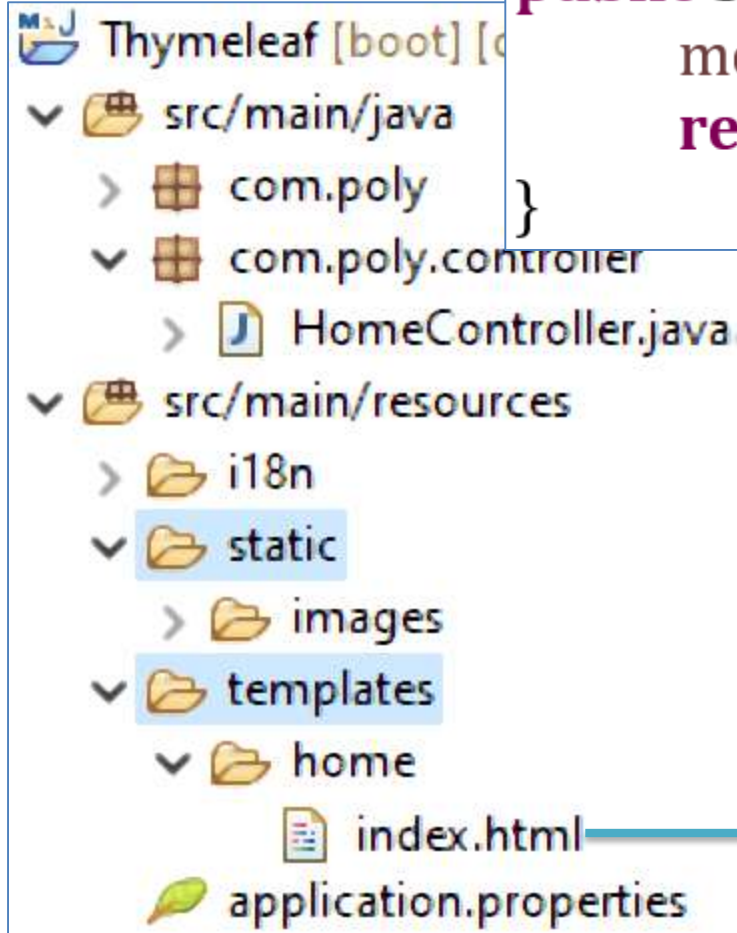 Thymeleaf [boot]
src/main/java
com.poly
com.poly.controller
HomeController.java
src/main/resources
i18n
static
images
templates
home
index.html
application.properties
}